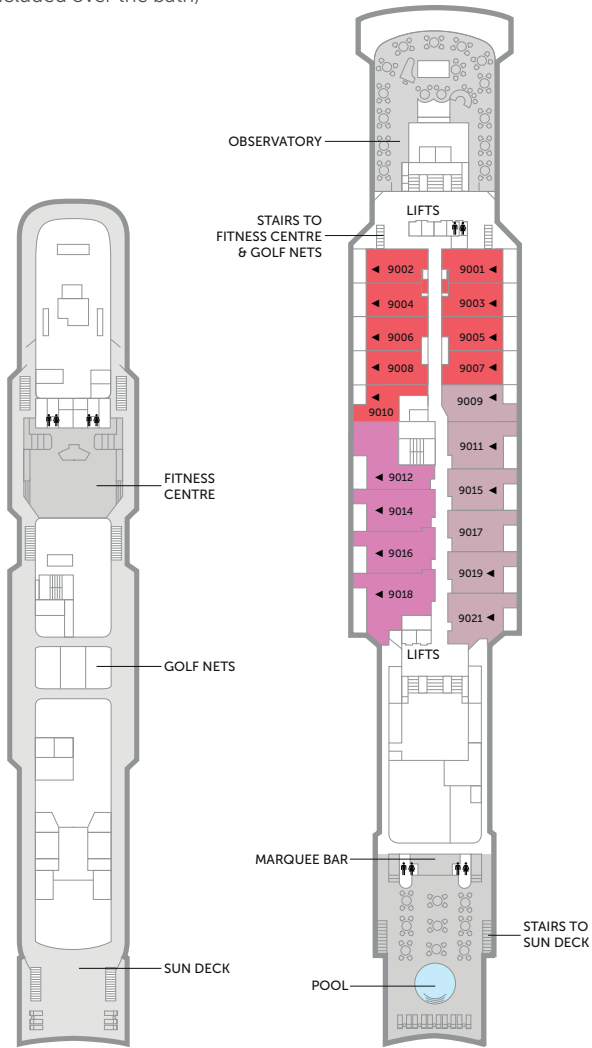 included over the bath)
OBSERVATORY
LIFTS
STAIRS TO
FITNESS CENTRE
& GOLF NETS
9002
9001
9004
9003
9006
9005
9008
9007
9010
9009
9011
9012
9014
9015
9016
9017
9018
9019
9021
LIFTS
FITNESS
CENTRE
GOLF NETS
MARQUEE BAR
STAIRS TO
SUN DECK
SUN DECK
POOL